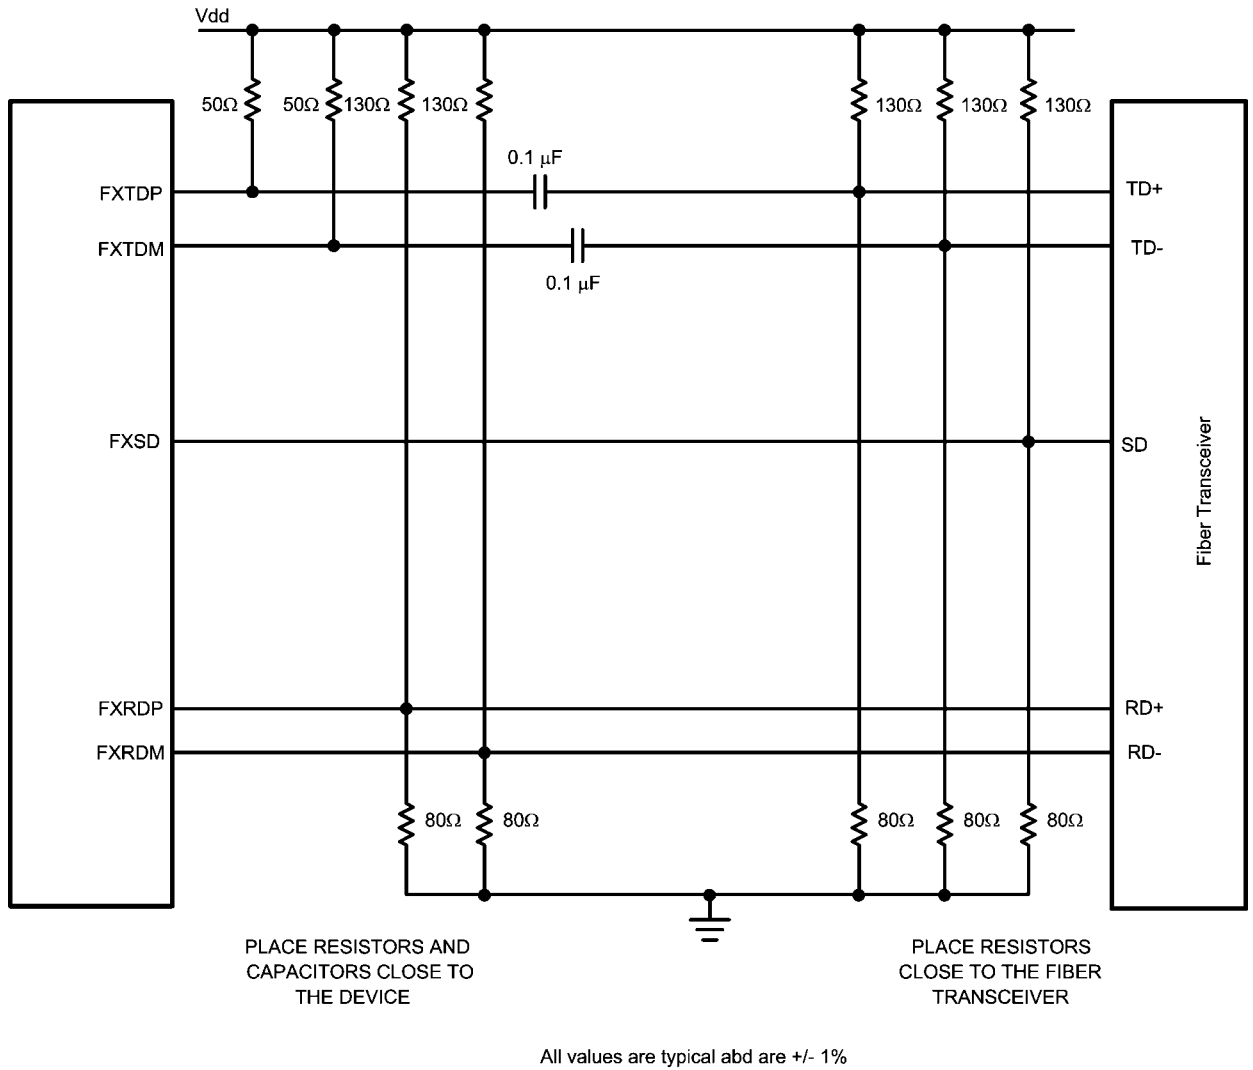 Vdd
50Ω 50Ω 130Ω 130Ω 130Ω 130Ω 130Ω
0.1 μF
FXTDP TD+
FXTDM TD-
0.1 μF
FXSD SD
Fiber Transceiver
FXRDP RD+
FXRDM RD-
80Ω 80Ω 80Ω 80Ω 80Ω
PLACE RESISTORS AND
CAPACITORS CLOSE TO
THE DEVICE
PLACE RESISTORS
CLOSE TO THE FIBER
TRANSCEIVER
All values are typical abd are +/- 1%